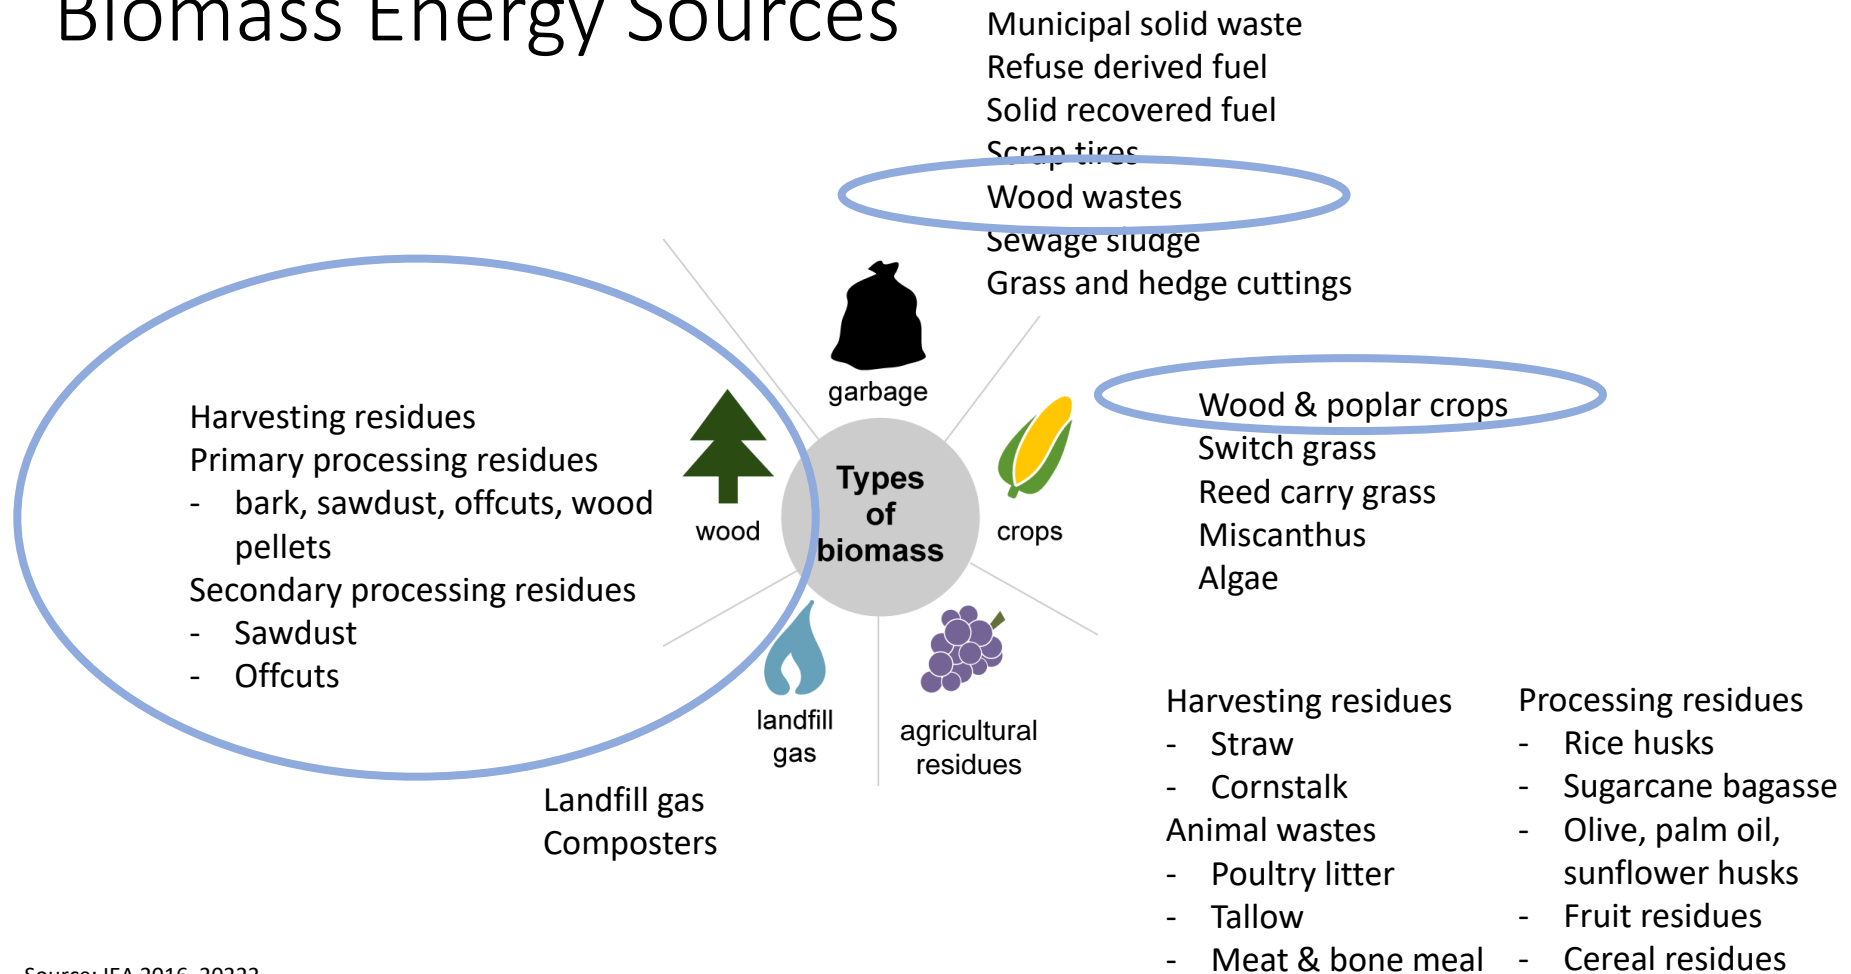 Biomass Energy Sources
Municipal solid waste
Refuse derived fuel
Solid recovered fuel
Scrap tires
Wood wastes
Sewage sludge
Grass and hedge cuttings
garbage
Harvesting residues
Primary processing residues
- bark, sawdust, offcuts, wood
pellets
Secondary processing residues
- Sawdust
- Offcuts
wood
Types
of
biomass
crops
Wood & poplar crops
Switch grass
Reed carry grass
Miscanthus
Algae
landfill
gas
agricultural
residues
Landfill gas
Composters
Harvesting residues
- Straw
- Cornstalk
Animal wastes
- Poultry litter
- Tallow
- Meat & bone meal
Processing residues
- Rice husks
- Sugarcane bagasse
- Olive, palm oil,
sunflower husks
- Fruit residues
- Cereal residues
Source: IEA 2016,